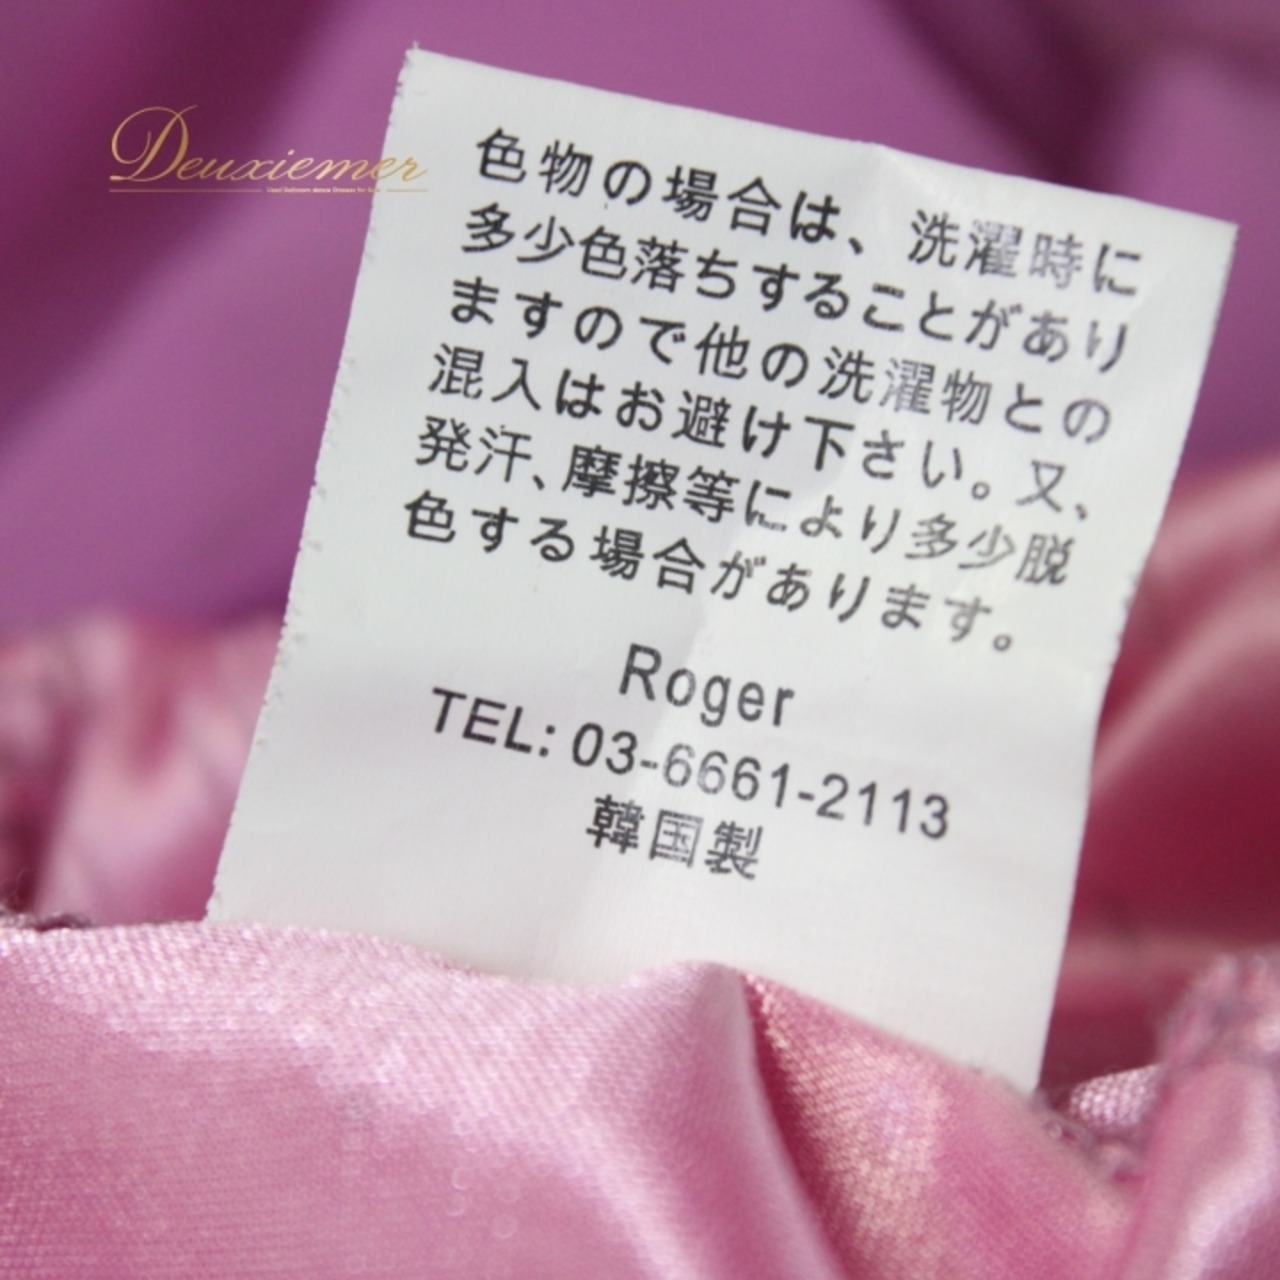 Deuxiemer
色物の場合は、洗濯時に
多少色落ちすることがあり
ますので他の洗濯物との
混入はお避け下さい。又、
発汗、摩擦等により多少脱
色する場合があります。
Roger
TEL: 03-6661-2113
韓国製